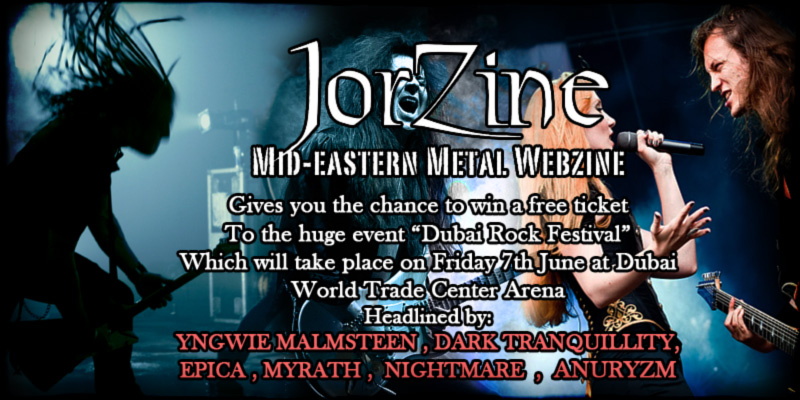 JorZine
Mid-eastern Metal Webzine
Gives you the chance to win a free ticket
To the huge event “Dubai Rock Festival”
Which will take place on Friday 7th June at Dubai
World Trade Center Arena
Headlined by:
YNGWIE MALMSTEEN , DARK TRANQUILLITY,
EPICA , MYRATH , NIGHTMARE , ANURYZM